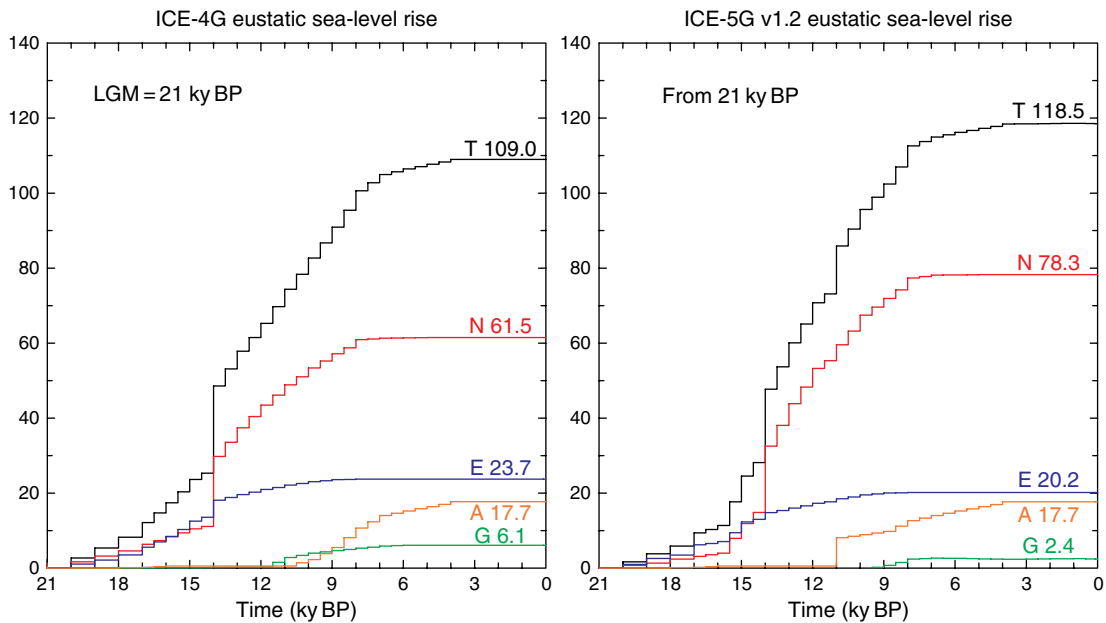 ICE-4G eustatic sea-level rise
140
120
100
80
60
40
20
0
LGM = 21 ky BP
T 109.0
N 61.5
E 23.7
A 17.7
G 6.1
21 18 15 12 9 6 3 0
Time (ky BP)
ICE-5G v1.2 eustatic sea-level rise
140
120
100
80
60
40
20
0
From 21 ky BP
T 118.5
N 78.3
E 20.2
A 17.7
G 2.4
21 18 15 12 9 6 3 0
Time (ky BP)